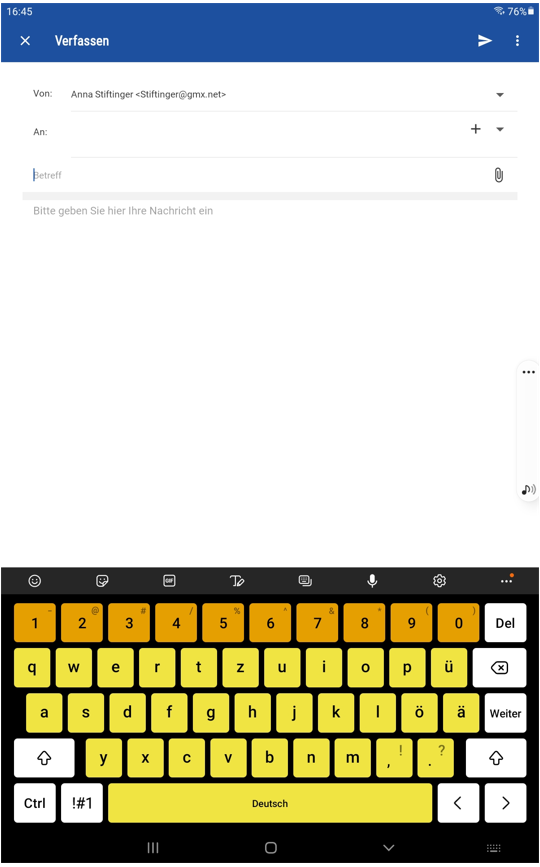 16:45 76%
Verfassen
Von: Anna Stiftinger <Stiftinger@gmx.net>
An: +
Betreff
Bitte geben Sie hier Ihre Nachricht ein
GIF T
1 ~ 2 @ 3 # 4 / 5 % 6 ^ 7 & 8 * 9 ( 0 ) Del
q w e r t z u i o p ü
a s d f g h j k l ö ä Weiter
y x c v b n m , ! . ?
Ctrl !#1 Deutsch < >